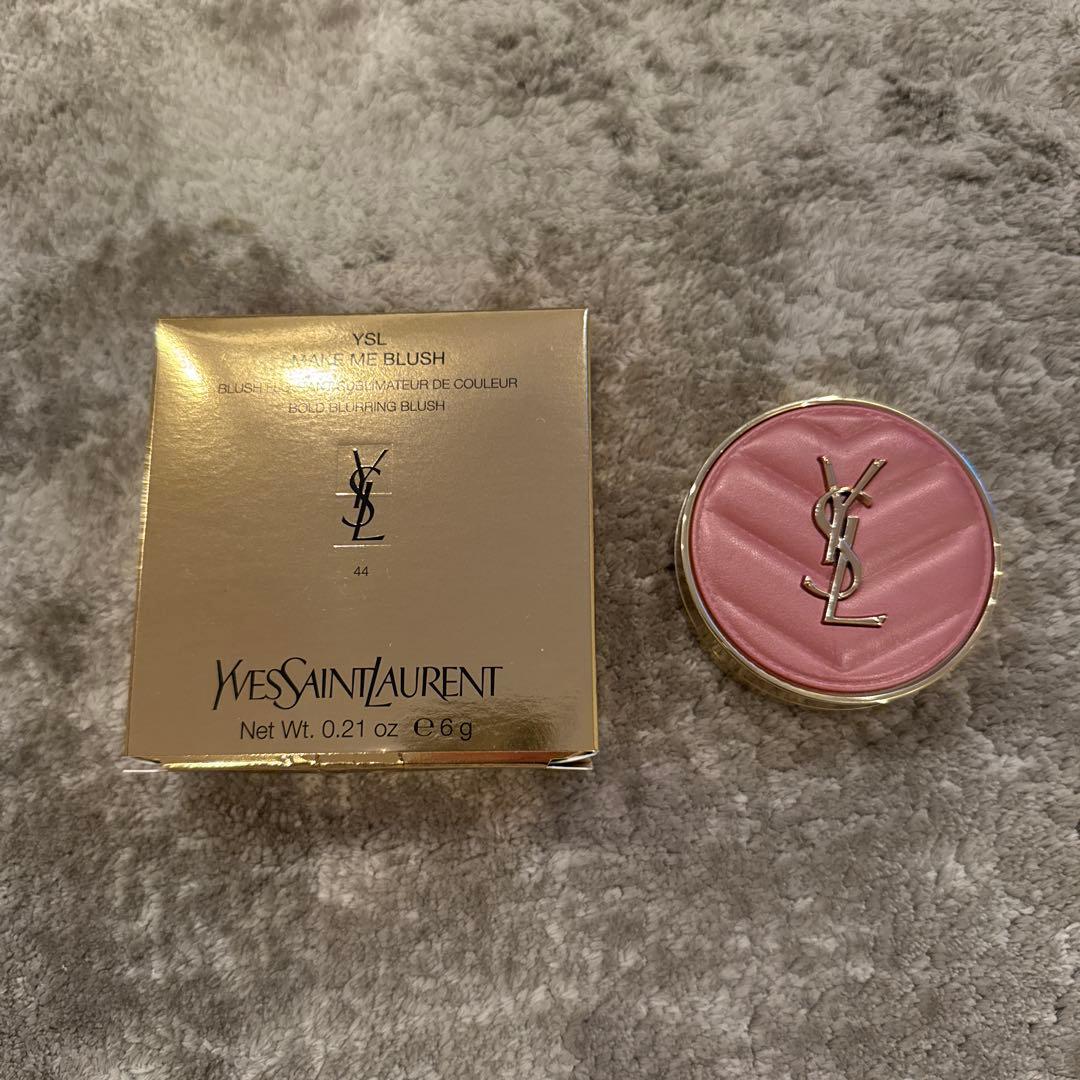 YSL
MAKE ME BLUSH
BLUSH FLOUTANT SUBLIMATEUR DE COULEUR
BOLD BLURRING BLUSH
YSL
44
YVESSAINTLAURENT
Net Wt. 0.21 oz ℮ 6 g
YSL